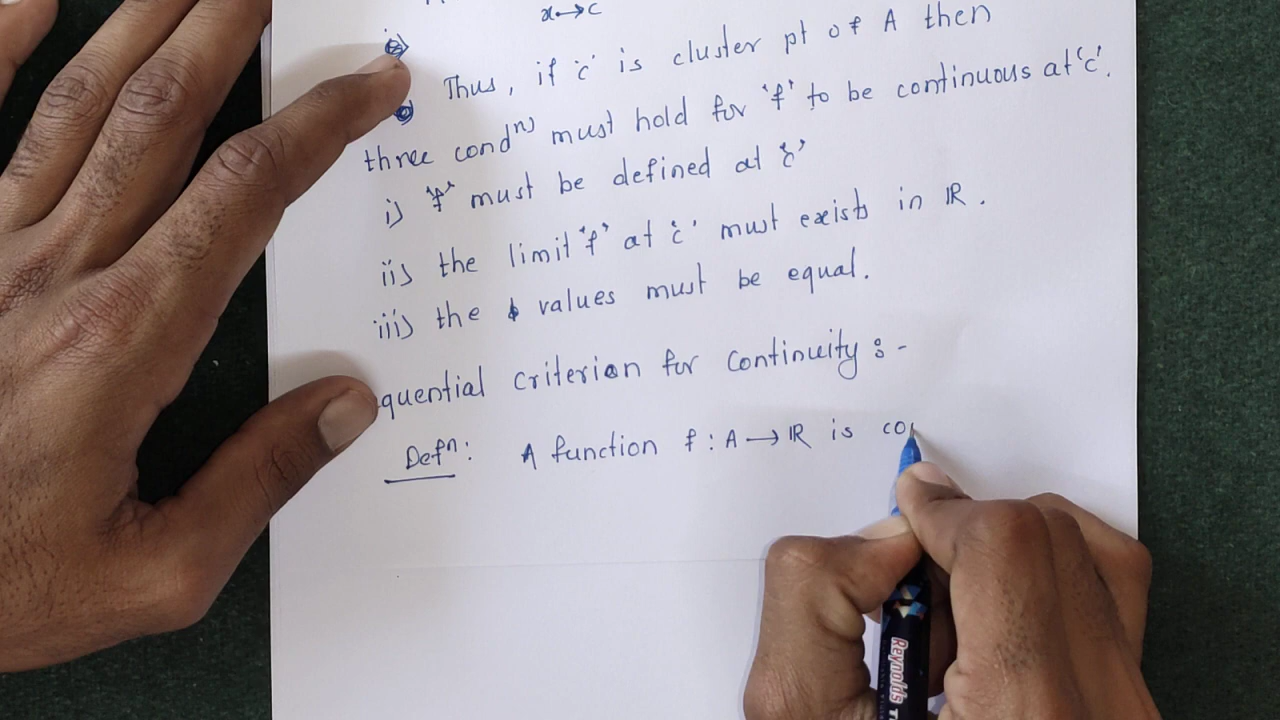 x→c
Thus, if 'c' is cluster pt of A then
three condⁿ) must hold for 'f' to be continuous at 'c'.
i) 'f' must be defined at 'c'
ii) the limit 'f' at 'c' must exists in ℝ.
iii) the values must be equal.
quential criterion for Continuity :-
Defⁿ: A function f : A → ℝ is co
Reynolds